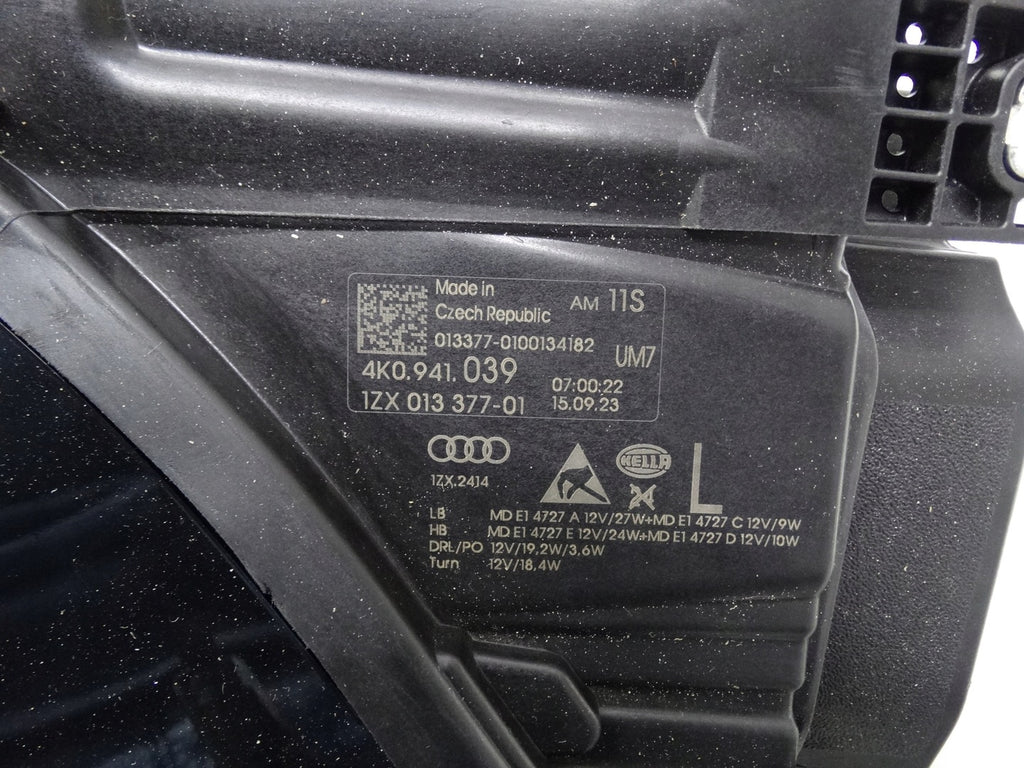 Made in
Czech Republic
AM 11S
013377-0100134182
UM7
4K0.941.039
07:00:22
1ZX 013 377-01
15.09.23
HELLA
L
1ZX.2414
24
LB MD E1 4727 A 12V/27W+MD E1 4727 C 12V/9W
HB MD E1 4727 E 12V/24W+MD E1 4727 D 12V/10W
DRL/PO 12V/19,2W/3,6W
Turn 12V/18,4W